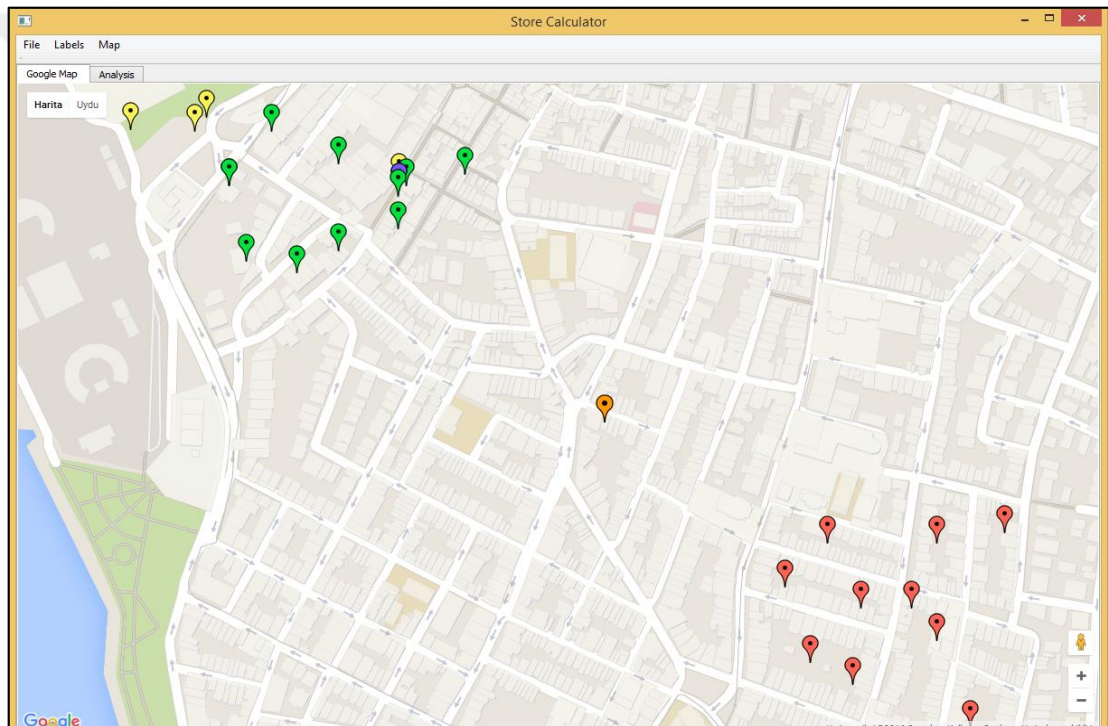 Store Calculator
File Labels Map
Google Map Analysis
Harita Uydu
Google